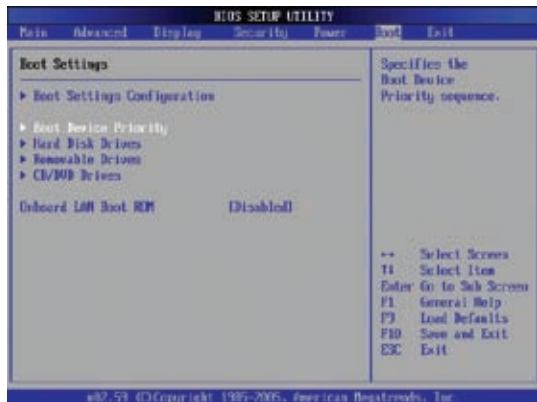 BIOS SETUP UTILITY
Main Advanced Display Security Power Boot Exit
Boot Settings
Boot Settings Configuration
Boot Device Priority
Hard Disk Drives
Removable Drives
CD/DVD Drives
Onboard LAN Boot ROM [Disabled]
Specifies the
Boot Device
Priority sequence.
↔ Select Screen
↑↓ Select Item
Enter Go to Sub Screen
F1 General Help
F9 Load Defaults
F10 Save and Exit
ESC Exit
v02.59 (C)Copyright 1985-2005, American Megatrends, Inc.